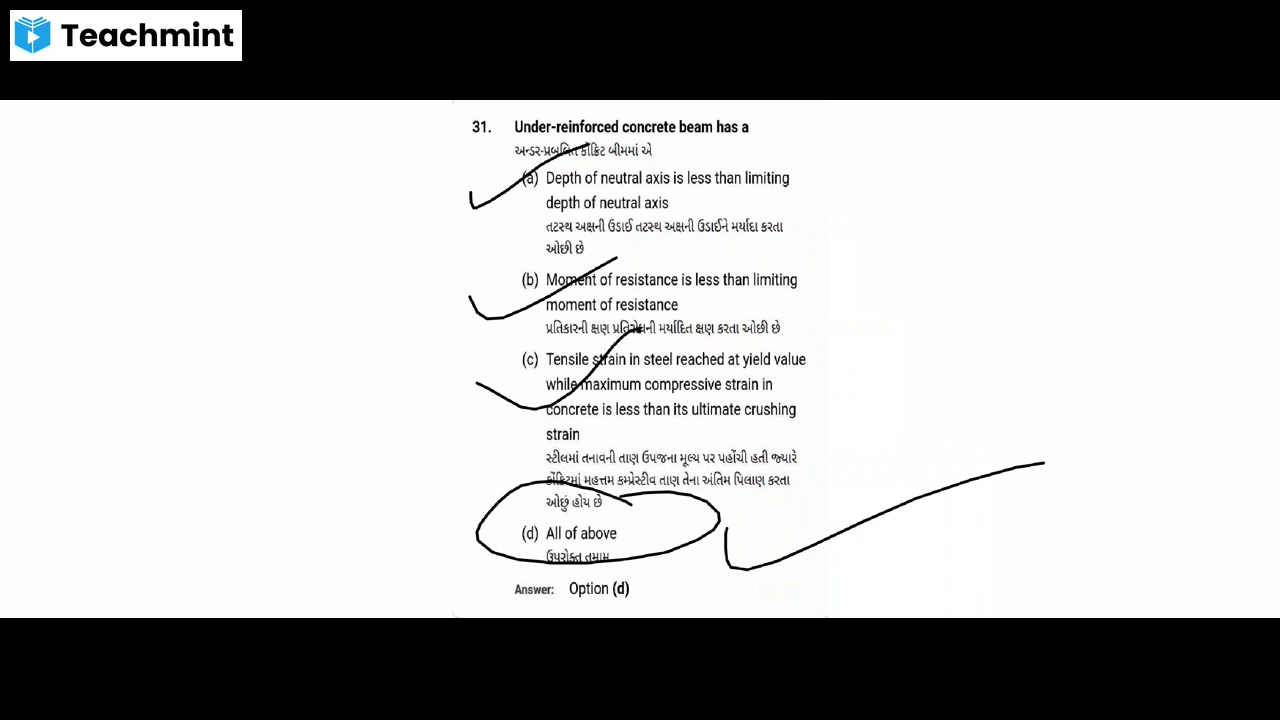 Teachmint
31. Under-reinforced concrete beam has a
અન્ડર-પ્રબલિત કોંક્રિટ બીમમાં એ
(a) Depth of neutral axis is less than limiting
depth of neutral axis
તટસ્થ અક્ષની ઉંડાઈ તટસ્થ અક્ષની ઉંડાઈને મર્યાદા કરતા
ઓછી છે
(b) Moment of resistance is less than limiting
moment of resistance
પ્રતિકારની ક્ષણ પ્રતિરોધની મર્યાદિત ક્ષણ કરતા ઓછી છે
(c) Tensile strain in steel reached at yield value
while maximum compressive strain in
concrete is less than its ultimate crushing
strain
સ્ટીલમાં તનાવની તાણ ઉપજના મૂલ્ય પર પહોંચી હતી જ્યારે
કોંક્રિટમાં મહત્તમ કમ્પ્રેસ્ટીવ તાણ તેના અંતિમ પિલાણ કરતા
ઓછું હોય છે
(d) All of above
ઉપરોક્ત તમામ
Answer: Option (d)